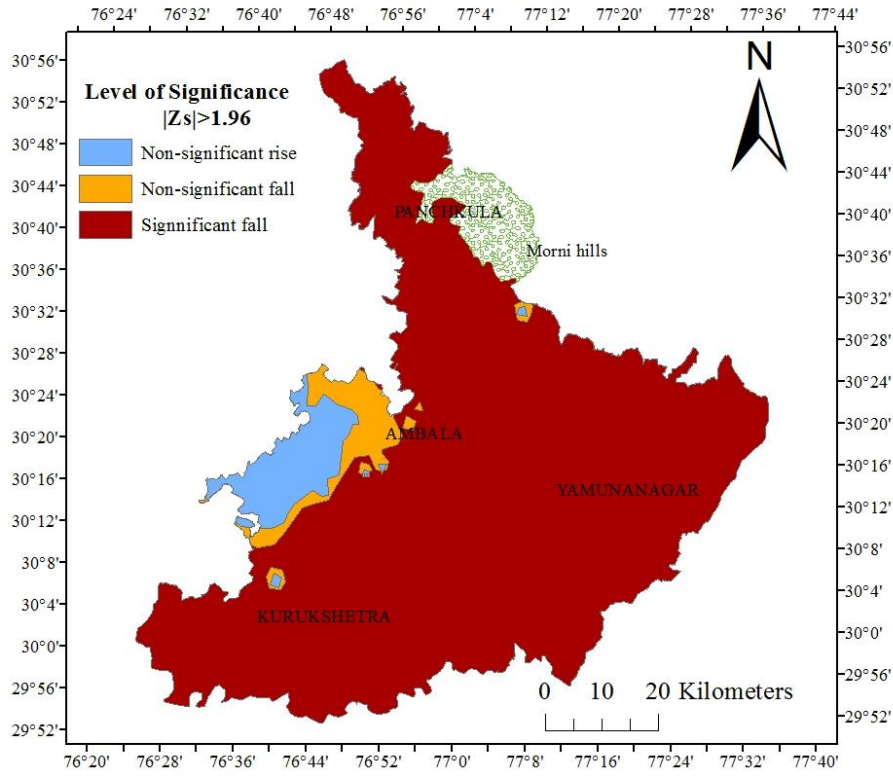 76°24' 76°32' 76°40' 76°48' 76°56' 77°4' 77°12' 77°20' 77°28' 77°36' 77°44'
30°56' 30°56'
30°52' 30°52'
30°48' 30°48'
30°44' 30°44'
30°40' 30°40'
30°36' 30°36'
30°32' 30°32'
30°28' 30°28'
30°24' 30°24'
30°20' 30°20'
30°16' 30°16'
30°12' 30°12'
30°8' 30°8'
30°4' 30°4'
30°0' 30°0'
29°56' 29°56'
29°52' 29°52'
Level of Significance
|Zs|>1.96
Non-significant rise
Non-significant fall
Signnificant fall
N
PANCHKULA
Morni hills
AMBALA
YAMUNANAGAR
KURUKSHETRA
0 10 20 Kilometers
76°20' 76°28' 76°36' 76°44' 76°52' 77°0' 77°8' 77°16' 77°24' 77°32' 77°40'